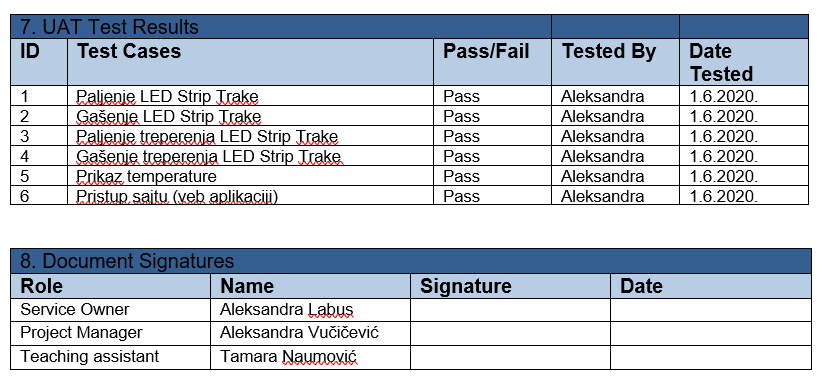 7. UAT Test Results
ID Test Cases Pass/Fail Tested By Date Tested
1 Paljenje LED Strip Trake Pass Aleksandra 1.6.2020.
2 Gašenje LED Strip Trake Pass Aleksandra 1.6.2020.
3 Paljenje treperenja LED Strip Trake Pass Aleksandra 1.6.2020.
4 Gašenje treperenja LED Strip Trake Pass Aleksandra 1.6.2020.
5 Prikaz temperature Pass Aleksandra 1.6.2020.
6 Pristup sajtu (veb aplikaciji) Pass Aleksandra 1.6.2020.
8. Document Signatures
Role Name Signature Date
Service Owner Aleksandra Labus
Project Manager Aleksandra Vučičević
Teaching assistant Tamara Naumović